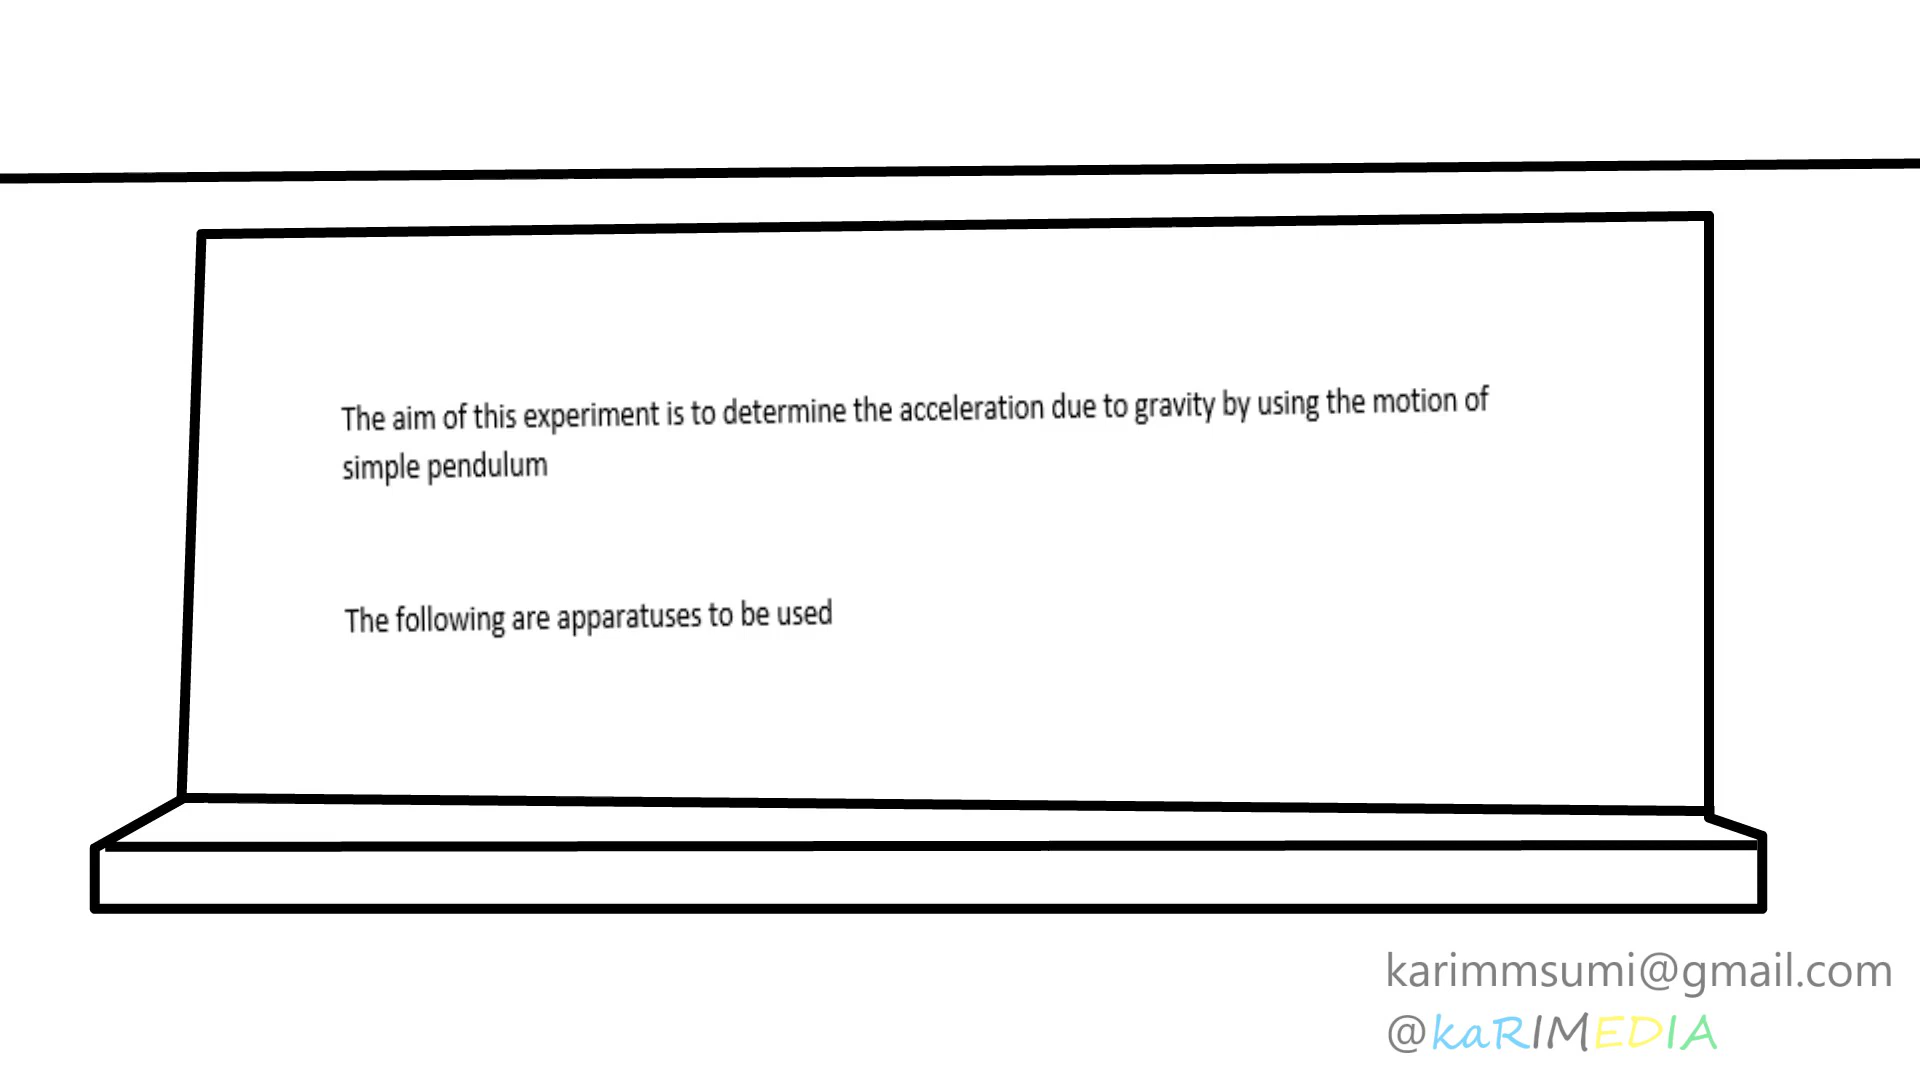 The aim of this experiment is to determine the acceleration due to gravity by using the motion of
simple pendulum
The following are apparatuses to be used
karimmsumi@gmail.com
@kaRIMEDIA